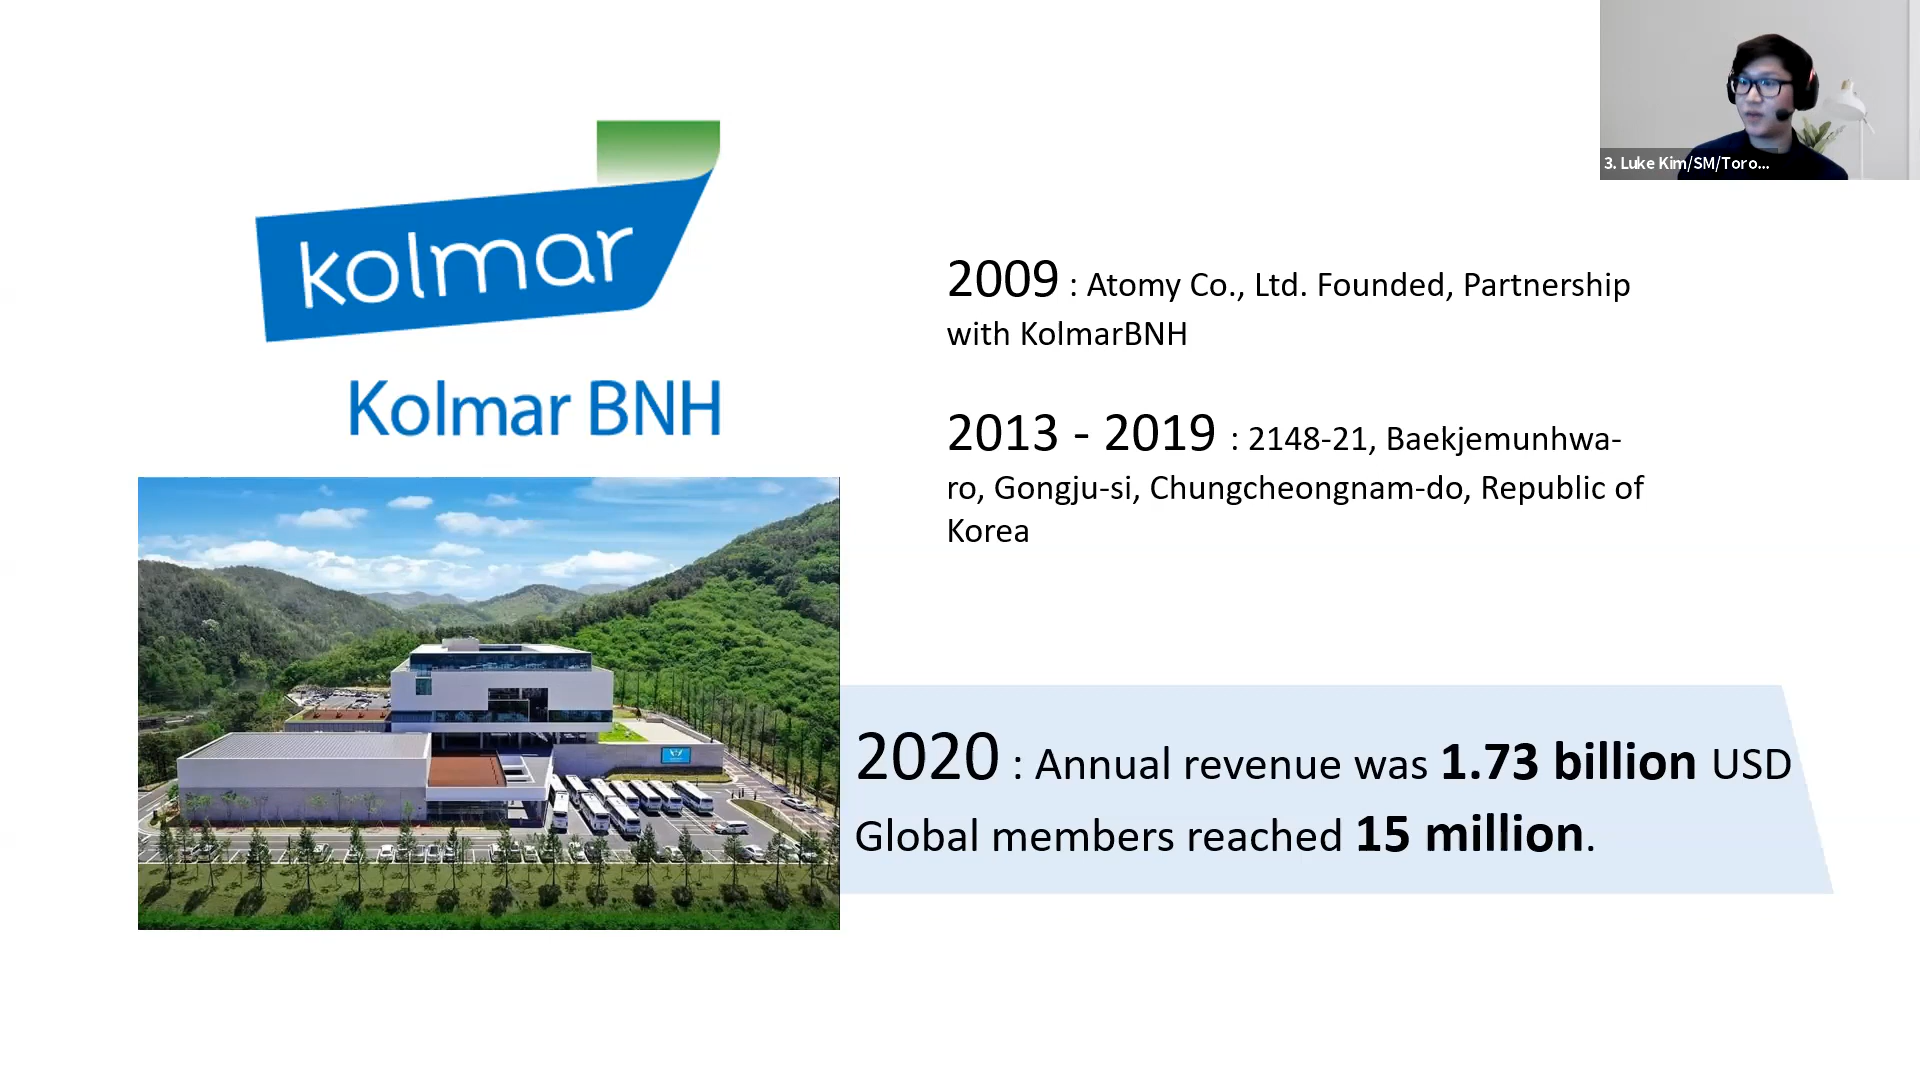 3. Luke Kim/SM/Toro...
kolmar
Kolmar BNH
2009 : Atomy Co., Ltd. Founded, Partnership
with KolmarBNH
2013 - 2019 : 2148-21, Baekjemunhwa-
ro, Gongju-si, Chungcheongnam-do, Republic of
Korea
2020 : Annual revenue was 1.73 billion USD
Global members reached 15 million.